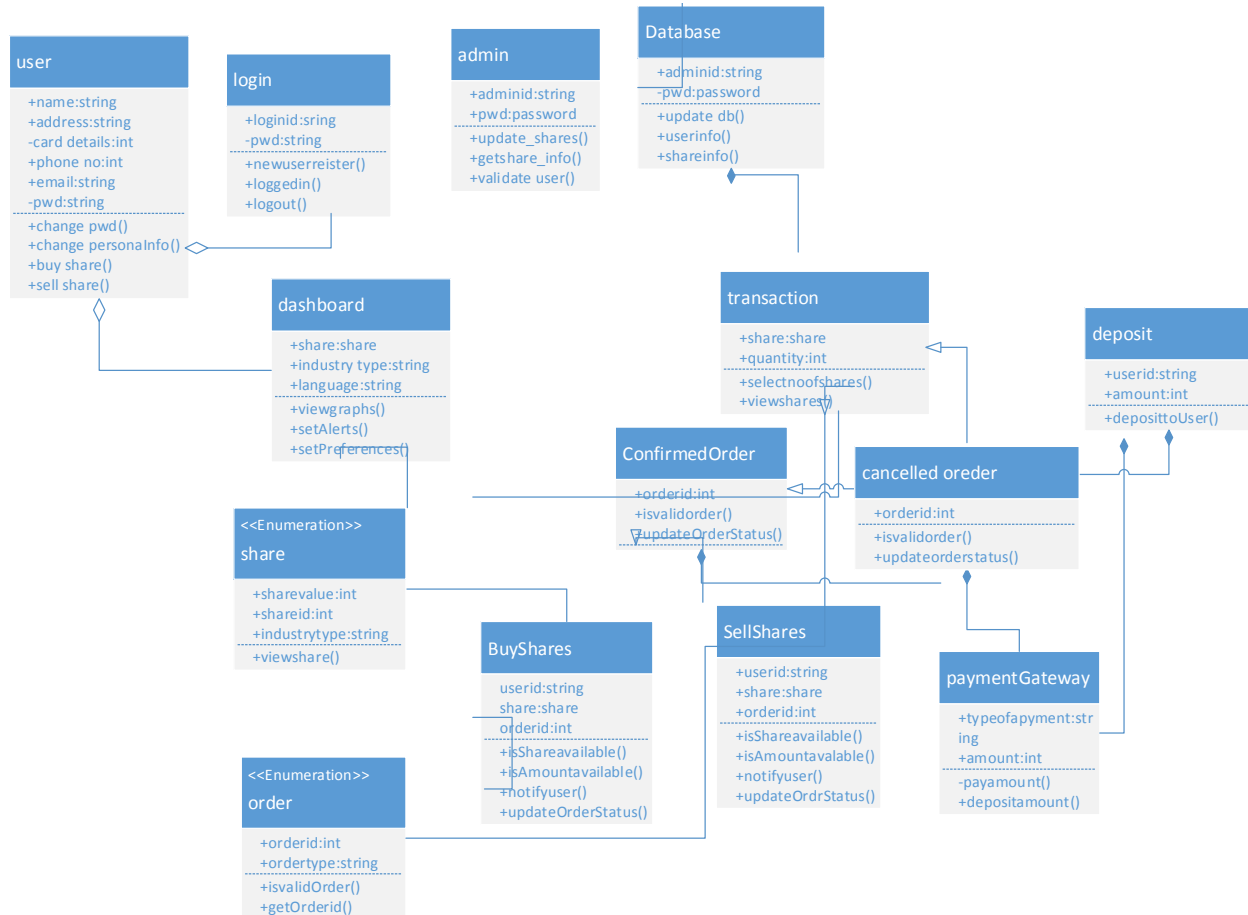 user
+name:string
+address:string
-card details:int
+phone no:int
+email:string
-pwd:string
+change pwd()
+change personaInfo()
+buy share()
+sell share()
login
+loginid:sring
-pwd:string
+newuserreister()
+loggedin()
+logout()
admin
+adminid:string
+pwd:password
+update_shares()
+getshare_info()
+validate user()
Database
+adminid:string
-pwd:password
+update db()
+userinfo()
+shareinfo()
dashboard
+share:share
+industry type:string
+language:string
+viewgraphs()
+setAlerts()
+setPreferences()
transaction
+share:share
+quantity:int
+selectnoofshares()
+viewshares()
deposit
+userid:string
+amount:int
+deposittoUser()
ConfirmedOrder
+orderid:int
+isvalidorder()
+updateOrderStatus()
cancelled oreder
+orderid:int
+isvalidorder()
+updateorderstatus()
<<Enumeration>>
share
+sharevalue:int
+shareid:int
+industrytype:string
+viewshare()
BuyShares
userid:string
share:share
orderid:int
+isShareavailable()
+isAmountavailable()
+notifyuser()
+updateOrderStatus()
SellShares
+userid:string
+share:share
+orderid:int
+isShareavailable()
+isAmountavalable()
+notifyuser()
+updateOrdrStatus()
paymentGateway
+typeofapyment:str
ing
+amount:int
-payamount()
+depositamount()
<<Enumeration>>
order
+orderid:int
+ordertype:string
+isvalidOrder()
+getOrderid()